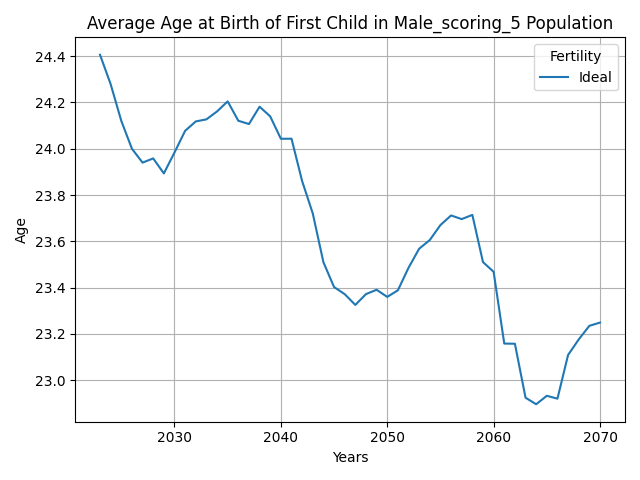 Average Age at Birth of First Child in Male_scoring_5 Population
Fertility
Ideal
Age
24.4
24.2
24.0
23.8
23.6
23.4
23.2
23.0
2030 2040 2050 2060 2070
Years